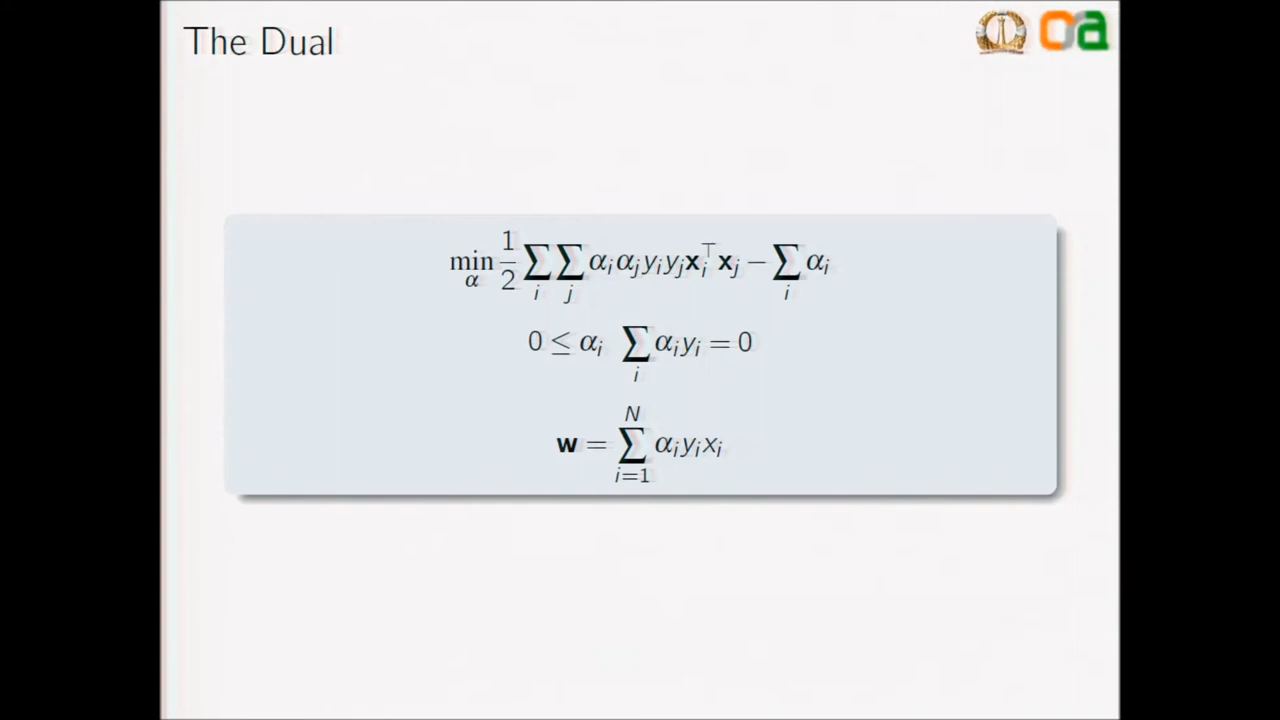 The Dual
oa
min_α 1/2 ∑_i ∑_j α_i α_j y_i y_j x_i^⊤ x_j − ∑_i α_i
0 ≤ α_i ∑_i α_i y_i = 0
w = ∑_{i=1}^N α_i y_i x_i